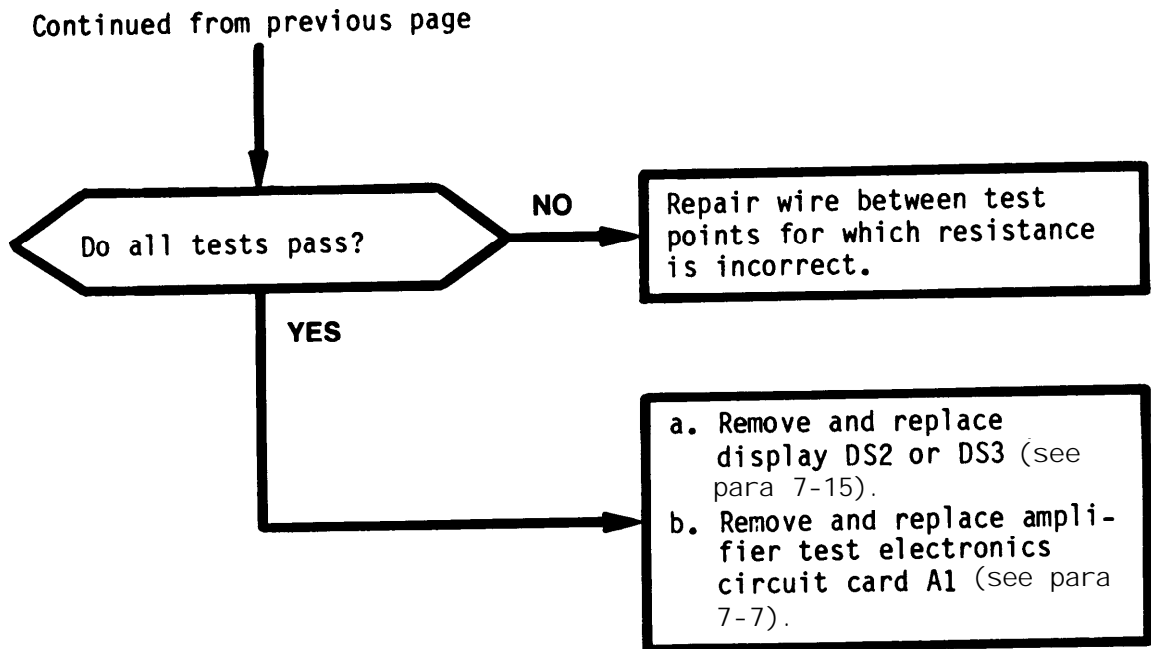 Continued from previous page
Do all tests pass?
NO
Repair wire between test
points for which resistance
is incorrect.
YES
a. Remove and replace
display DS2 or DS3 (see
para 7-15).
b. Remove and replace ampli-
fier test electronics
circuit card A1 (see para
7-7).